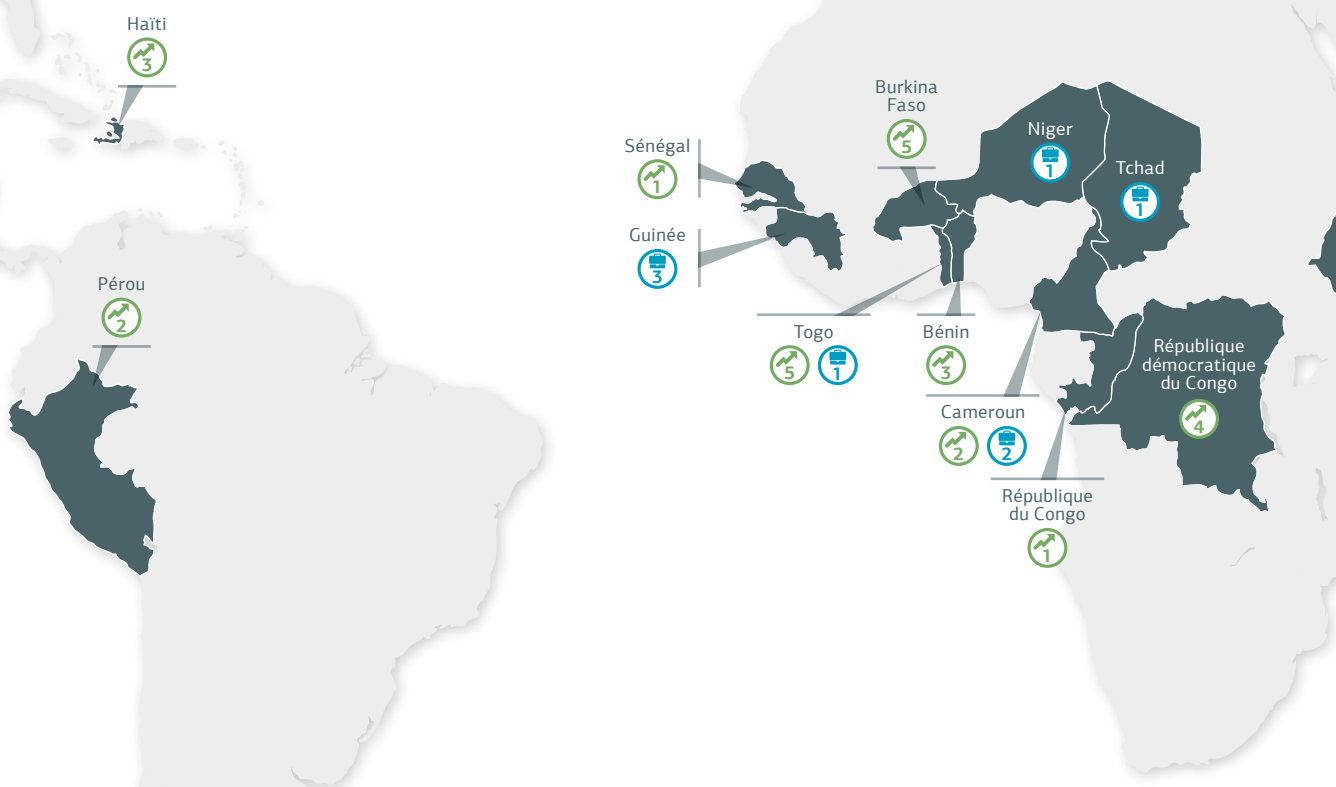 Haïti
3
Pérou
2
Sénégal
1
Guinée
3
Burkina
Faso
5
Niger
1
Tchad
1
Togo
5 1
Bénin
3
Cameroun
2 2
République
du Congo
1
République
démocratique
du Congo
4